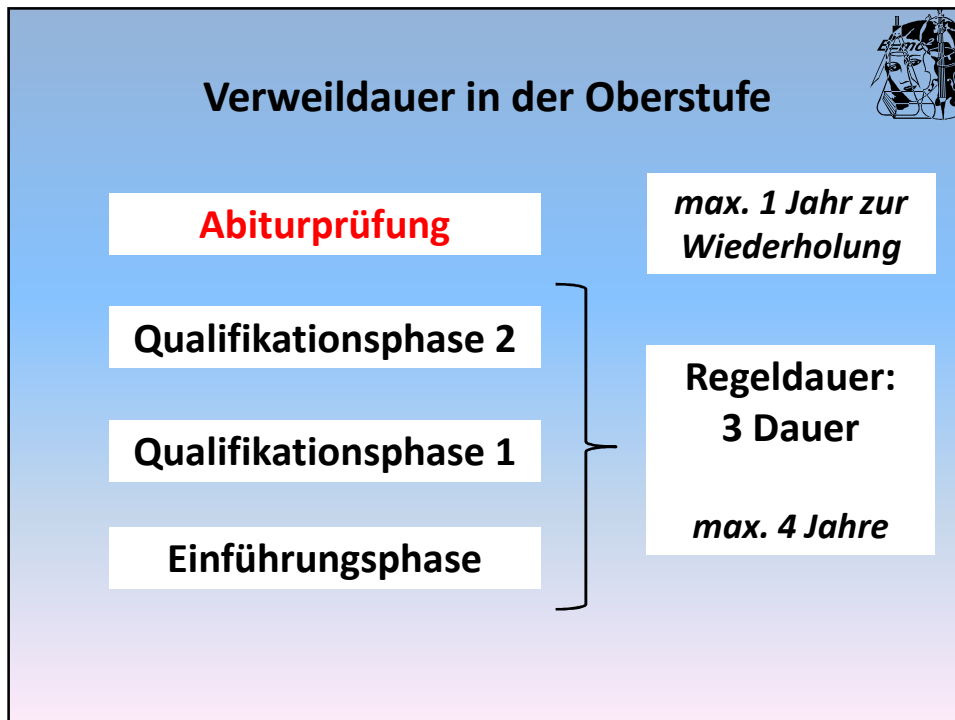 Verweildauer in der Oberstufe
Abiturprüfung
max. 1 Jahr zur
Wiederholung
Qualifikationsphase 2
Qualifikationsphase 1
Einführungsphase
Regeldauer:
3 Dauer
max. 4 Jahre